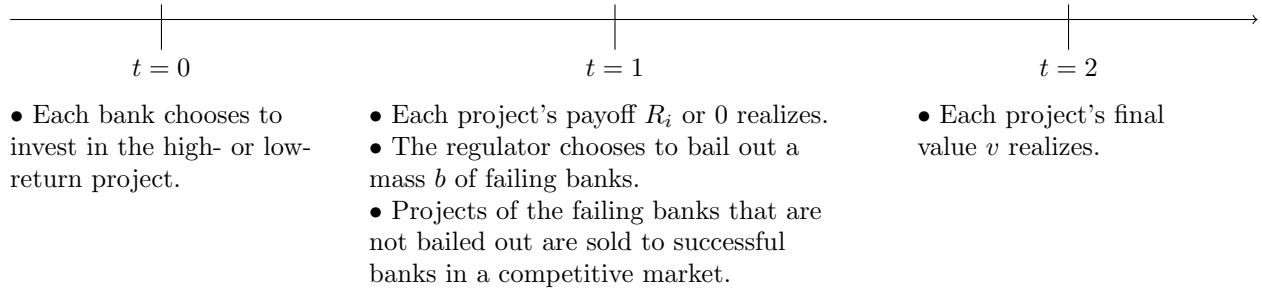 t = 0
t = 1
t = 2
• Each bank chooses to
invest in the high- or low-
return project.
• Each project's payoff R_i or 0 realizes.
• The regulator chooses to bail out a
mass b of failing banks.
• Projects of the failing banks that are
not bailed out are sold to successful
banks in a competitive market.
• Each project's final
value v realizes.